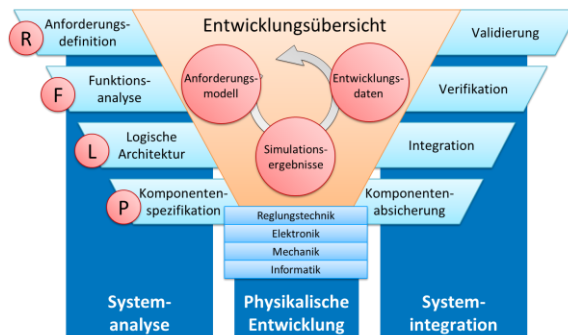 Entwicklungsübersicht
R
Anforderungs-
definition
F
Funktions-
analyse
L
Logische
Architektur
P
Komponenten-
spezifikation
Anforderungs-
modell
Entwicklungs-
daten
Simulations-
ergebnisse
Validierung
Verifikation
Integration
Komponenten-
absicherung
Reglungstechnik
Elektronik
Mechanik
Informatik
System-
analyse
Physikalische
Entwicklung
System-
integration